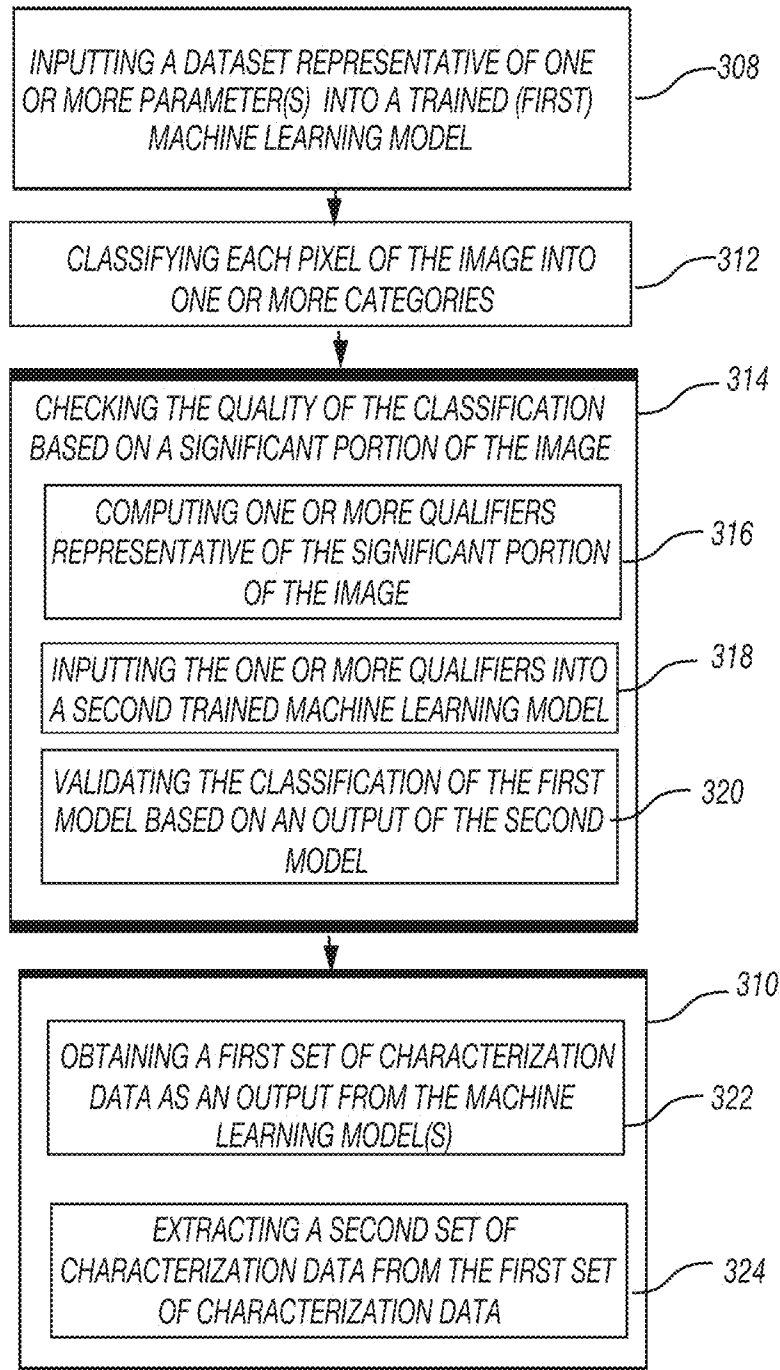 INPUTTING A DATASET REPRESENTATIVE OF ONE
OR MORE PARAMETER(S) INTO A TRAINED (FIRST)
MACHINE LEARNING MODEL
308
CLASSIFYING EACH PIXEL OF THE IMAGE INTO
ONE OR MORE CATEGORIES
312
CHECKING THE QUALITY OF THE CLASSIFICATION
BASED ON A SIGNIFICANT PORTION OF THE IMAGE
314
COMPUTING ONE OR MORE QUALIFIERS
REPRESENTATIVE OF THE SIGNIFICANT PORTION
OF THE IMAGE
316
INPUTTING THE ONE OR MORE QUALIFIERS INTO
A SECOND TRAINED MACHINE LEARNING MODEL
318
VALIDATING THE CLASSIFICATION OF THE FIRST
MODEL BASED ON AN OUTPUT OF THE SECOND
MODEL
320
310
OBTAINING A FIRST SET OF CHARACTERIZATION
DATA AS AN OUTPUT FROM THE MACHINE
LEARNING MODEL(S)
322
EXTRACTING A SECOND SET OF
CHARACTERIZATION DATA FROM THE FIRST SET
OF CHARACTERIZATION DATA
324